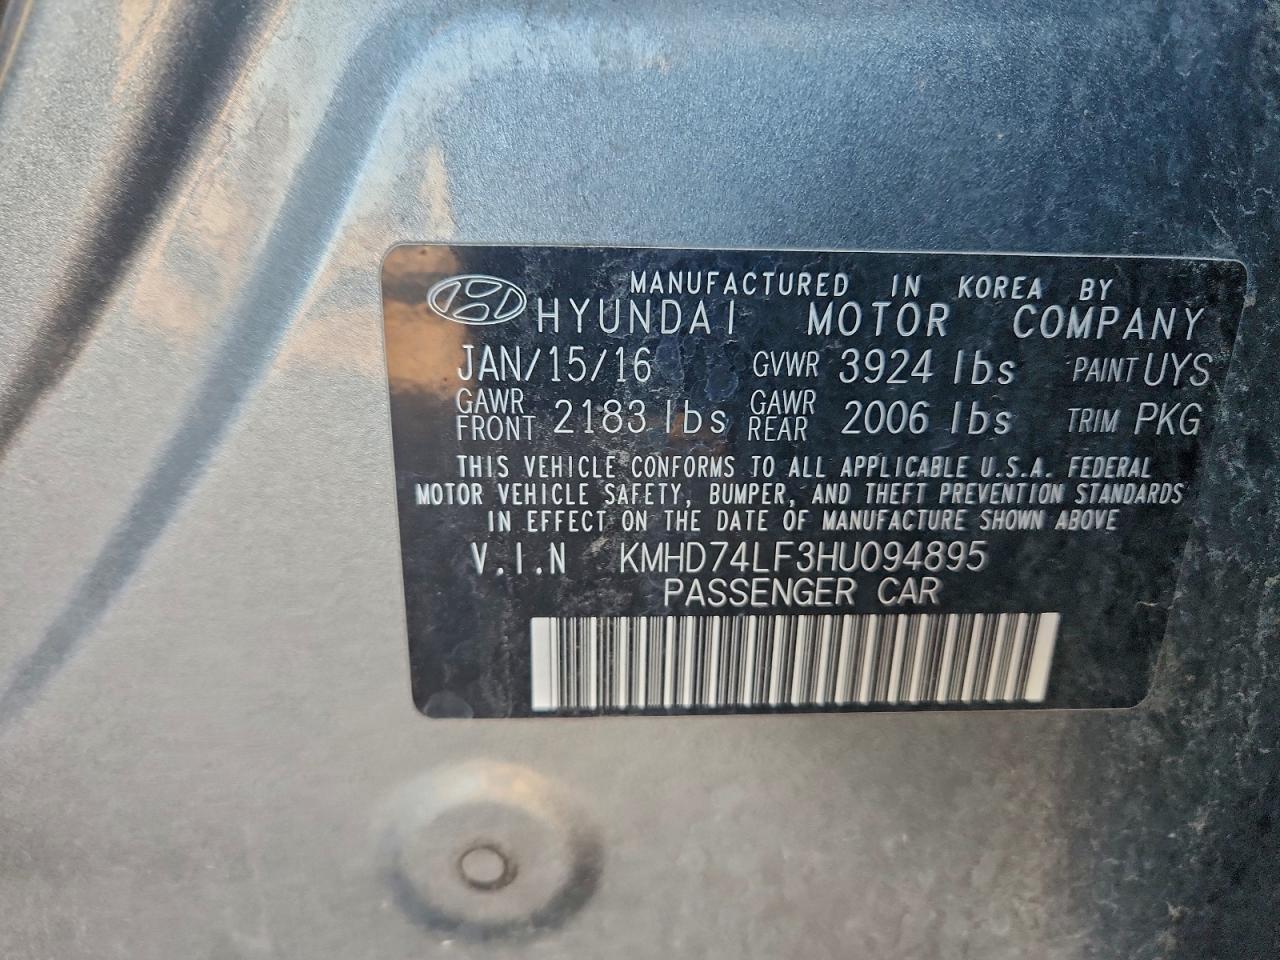 MANUFACTURED IN KOREA BY
HYUNDAI MOTOR COMPANY
JAN/15/16 GVWR 3924 lbs PAINT UYS
GAWR FRONT 2183 lbs GAWR REAR 2006 lbs TRIM PKG
THIS VEHICLE CONFORMS TO ALL APPLICABLE U.S.A. FEDERAL
MOTOR VEHICLE SAFETY, BUMPER, AND THEFT PREVENTION STANDARDS
IN EFFECT ON THE DATE OF MANUFACTURE SHOWN ABOVE
V.I.N KMHD74LF3HU094895
PASSENGER CAR